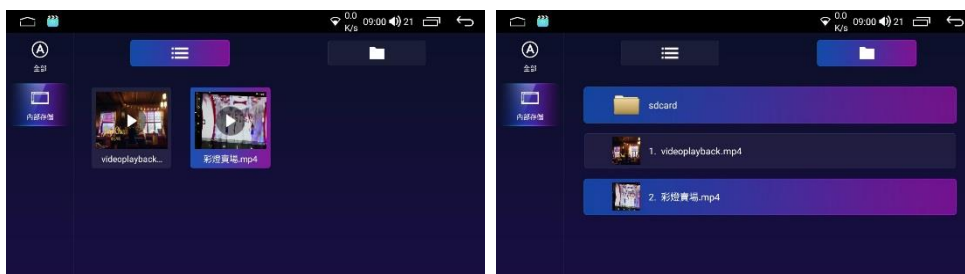 0.0
K/s
09:00
21
全部
內部存儲
videoplayback...
彩燈賣場.mp4
0.0
K/s
09:00
21
全部
內部存儲
sdcard
1. videoplayback.mp4
2. 彩燈賣場.mp4